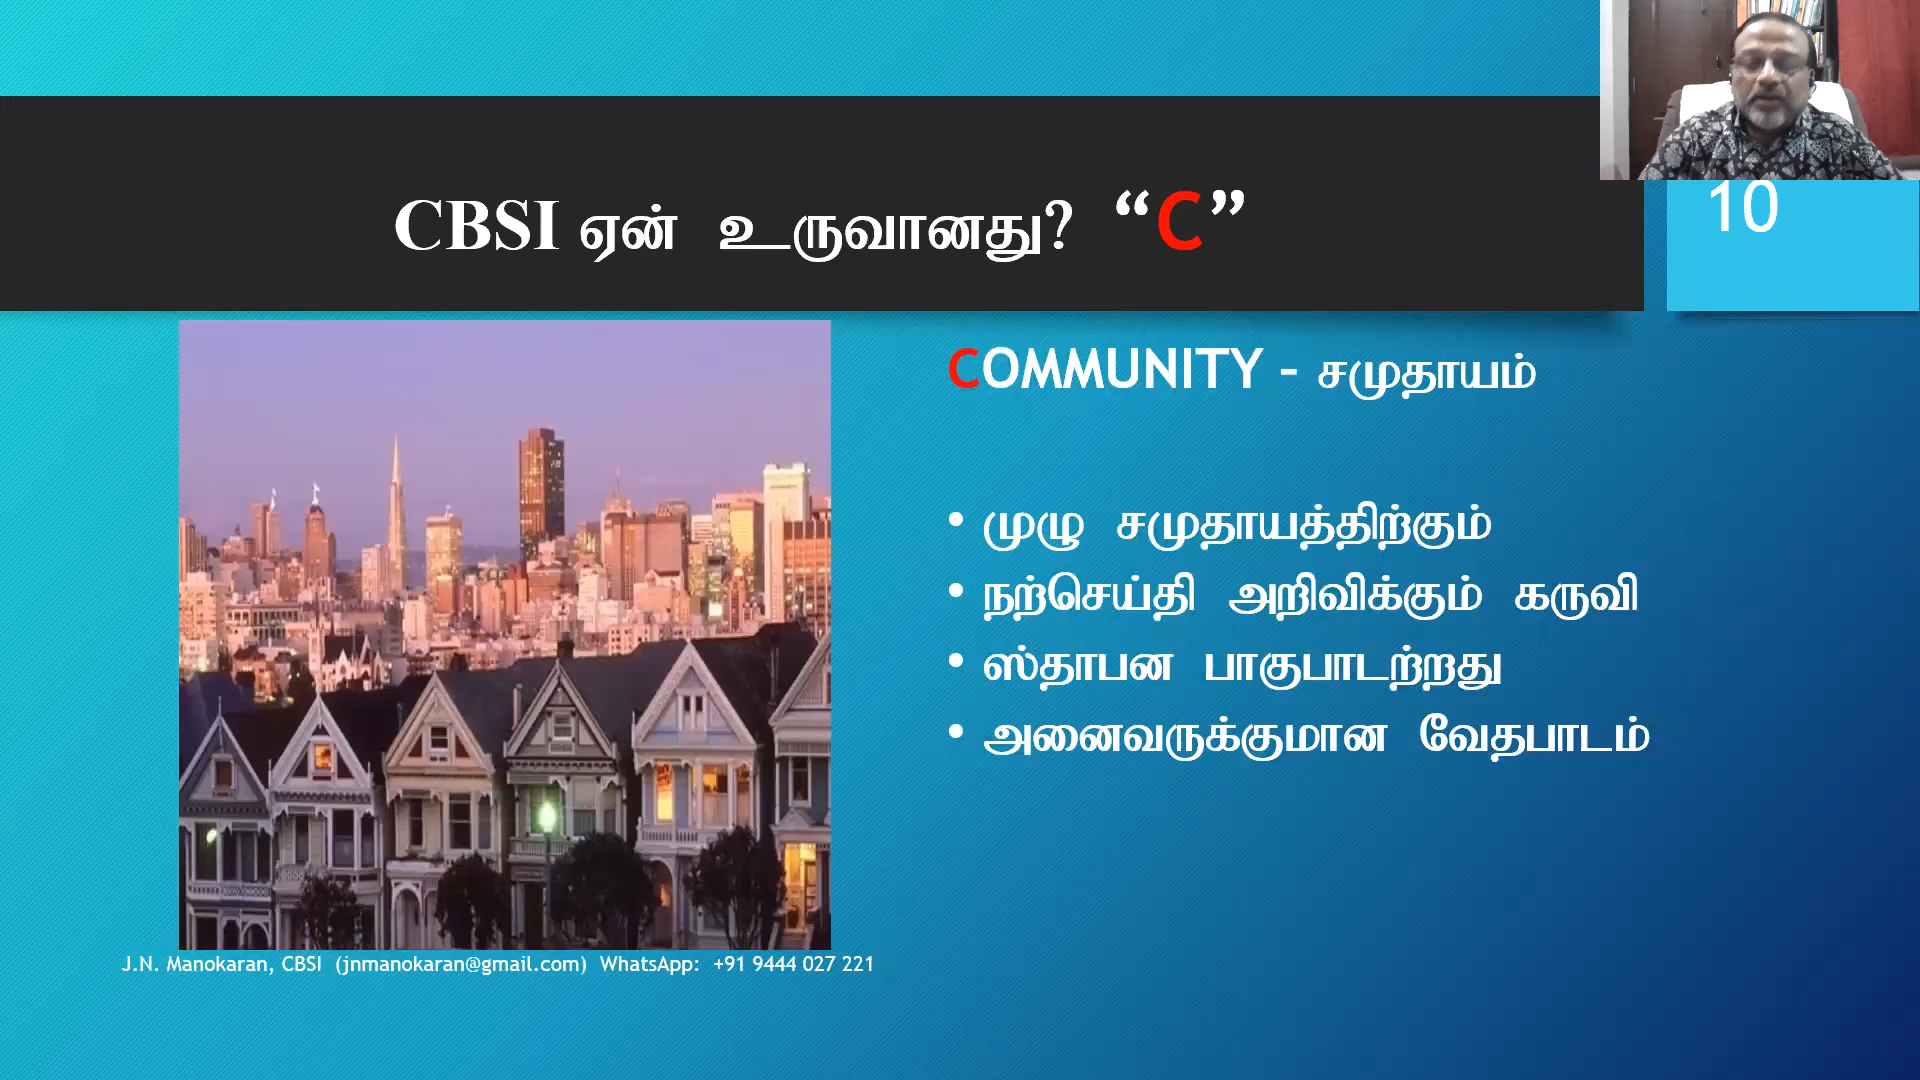 CBSI ஏன் உருவானது? “C”
10
COMMUNITY - சமுதாயம்
• முழு சமுதாயத்திற்கும்
• நற்செய்தி அறிவிக்கும் கருவி
• ஸ்தாபன பாகுபாடற்றது
• அனைவருக்குமான வேதபாடம்
J.N. Manokaran, CBSI (jnmanokaran@gmail.com) WhatsApp: +91 9444 027 221